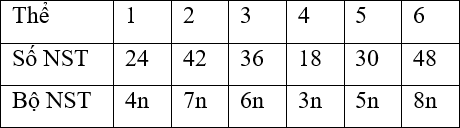 Thể 1 2 3 4 5 6
Số NST 24 42 36 18 30 48
Bộ NST 4n 7n 6n 3n 5n 8n